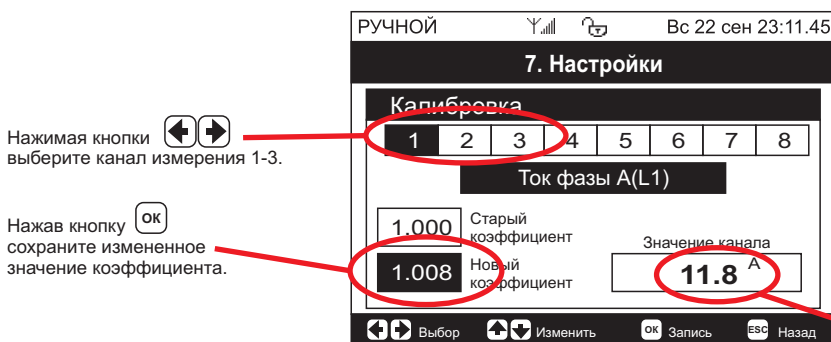 РУЧНОЙ Вс 22 сен 23:11.45
7. Настройки
Калибровка
1 2 3 4 5 6 7 8
Ток фазы A(L1)
Нажимая кнопки
выберите канал измерения 1-3.
1.000 Старый
коэффициент
Значение канала
Нажав кнопку ОК
сохраните измененное
значение коэффициента.
1.008 Новый
коэффициент
11.8 A
Выбор Изменить ОК Запись ESC Назад